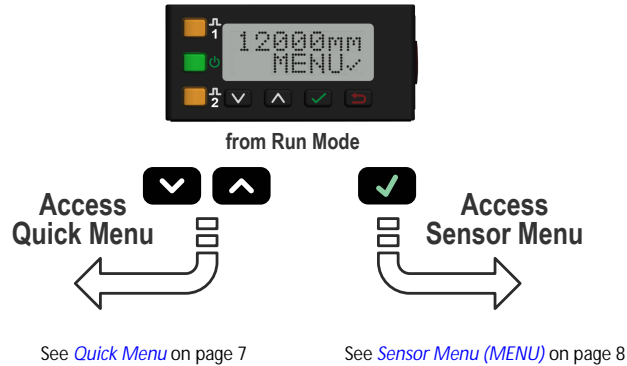 1
12000mm
MENU✓
2
from Run Mode
Access
Quick Menu
Access
Sensor Menu
See Quick Menu on page 7
See Sensor Menu (MENU) on page 8